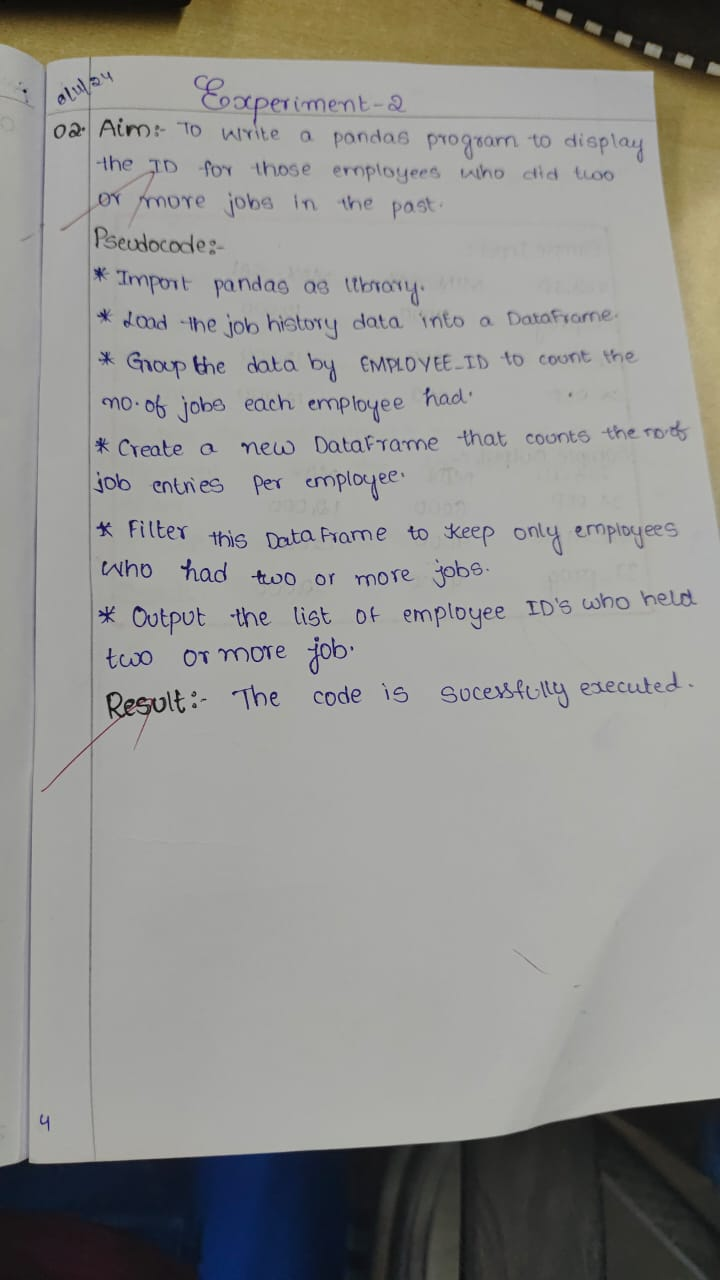 Experiment-2
02. Aim:- To write a pandas program to display
the ID for those employees who did two
or more jobs in the past.
Pseudocode:-
* Import pandas as library.
* Load the job history data into a DataFrame.
* Group the data by EMPLOYEE_ID to count the
no. of jobs each employee had.
* Create a new DataFrame that counts the no of
job entries per employee.
* Filter this DataFrame to keep only employees
who had two or more jobs.
* Output the list of employee ID's who held
two or more job.
Result:- The code is sucessfully executed.
4